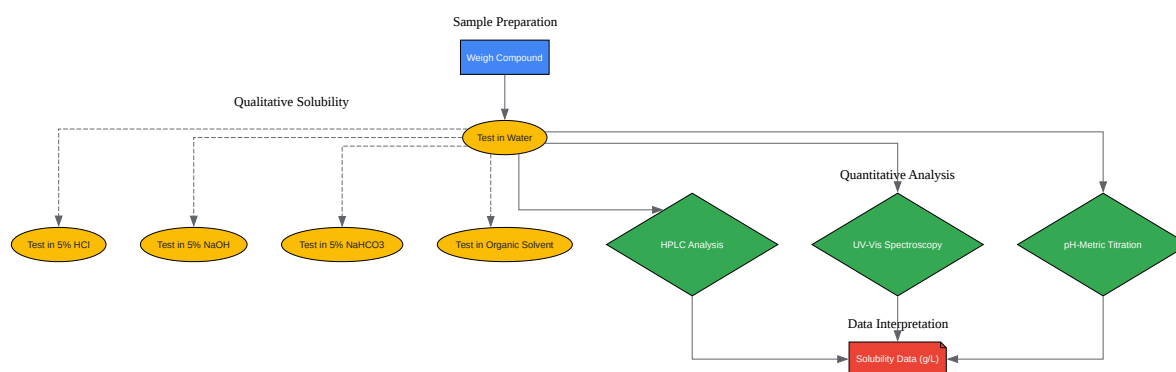 Sample Preparation
Weigh Compound
Qualitative Solubility
Test in Water
Quantitative Analysis
Test in 5% HCl
Test in 5% NaOH
Test in 5% NaHCO3
Test in Organic Solvent
HPLC Analysis
UV-Vis Spectroscopy
pH-Metric Titration
Data Interpretation
Solubility Data (g/L)